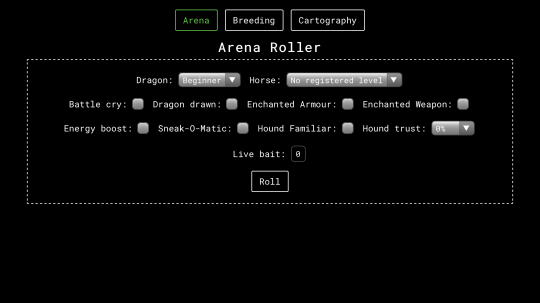 Arena Breeding Cartography
Arena Roller
Dragon: Beginner Horse: No registered level
Battle cry: Dragon drawn: Enchanted Armour: Enchanted Weapon:
Energy boost: Sneak-O-Matic: Hound Familiar: Hound trust: 0%
Live bait: 0
Roll